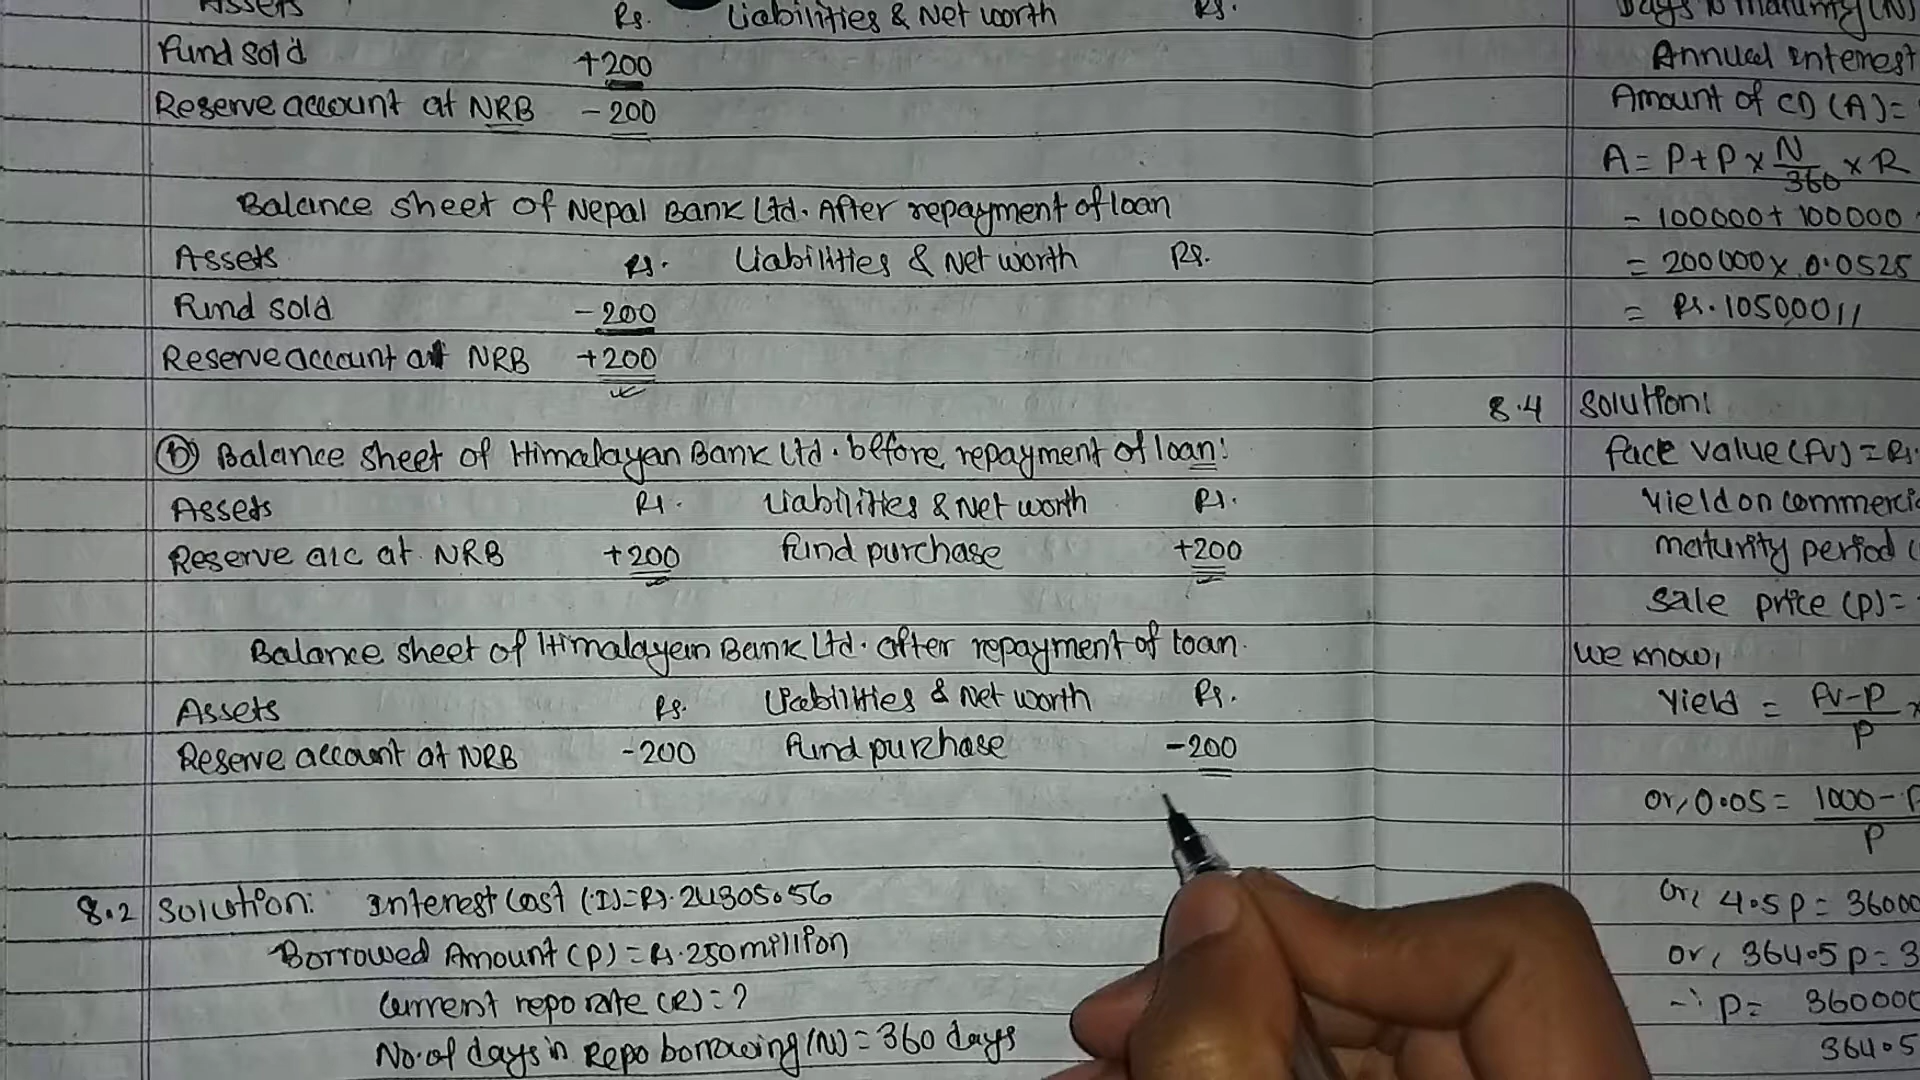 Assets Rs. Liabilities & Net worth Rs.
Fund sold +200
Reserve account at NRB -200
Balance sheet of Nepal Bank Ltd. After repayment of loan
Assets Rs. Liabilities & Net worth Rs.
Fund sold -200
Reserve account at NRB +200
(b) Balance sheet of Himalayan Bank Ltd. before repayment of loan:
Assets Rs. Liabilities & Net worth Rs.
Reserve a/c at NRB +200 fund purchase +200
Balance sheet of Himalayan Bank Ltd. after repayment of loan.
Assets Rs. Liabilities & Net worth Rs.
Reserve account at NRB -200 fund purchase -200
8.2 Solution: Interest Cost (I)=Rs.24305.56
Borrowed Amount (P) = Rs.250 million
Current repo rate (R) = ?
No. of days in Repo borrowing (N) = 360 days
Days to maturity (N)
Annual interest
Amount of CD (A) =
A = P + P × N/360 × R
= 100000 + 100000
= 200000 × 0.0525
= Rs. 1050000//
8.4 Solution:
Face value (FV) = Rs.
Yield on commerci
maturity period (
Sale price (P) =
We know,
Yield = FV-P/P ×
or, 0.05 = 1000 - P/P
or, 4.5P = 36000
or, 364.5P = 3
∴ P = 360000/364.5